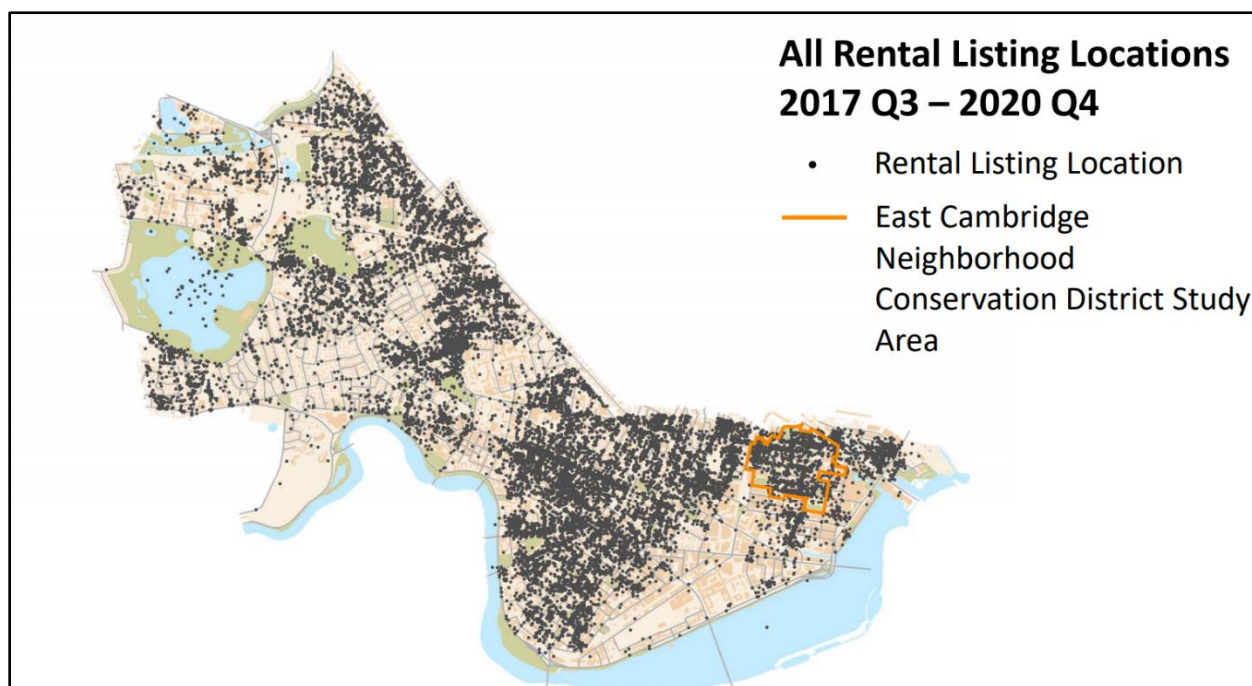 All Rental Listing Locations
2017 Q3 – 2020 Q4
Rental Listing Location
East Cambridge
Neighborhood
Conservation District Study
Area